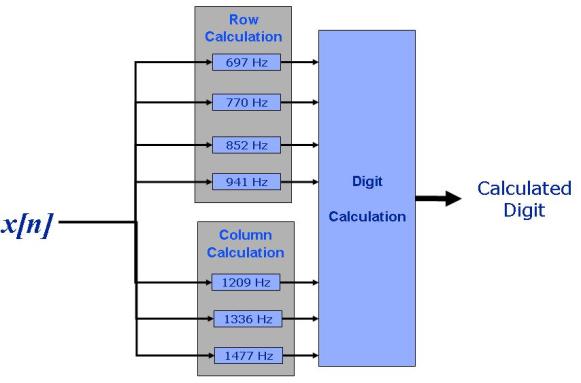 Row
Calculation
697 Hz
770 Hz
852 Hz
941 Hz
x[n]
Column
Calculation
1209 Hz
1336 Hz
1477 Hz
Digit
Calculation
Calculated
Digit